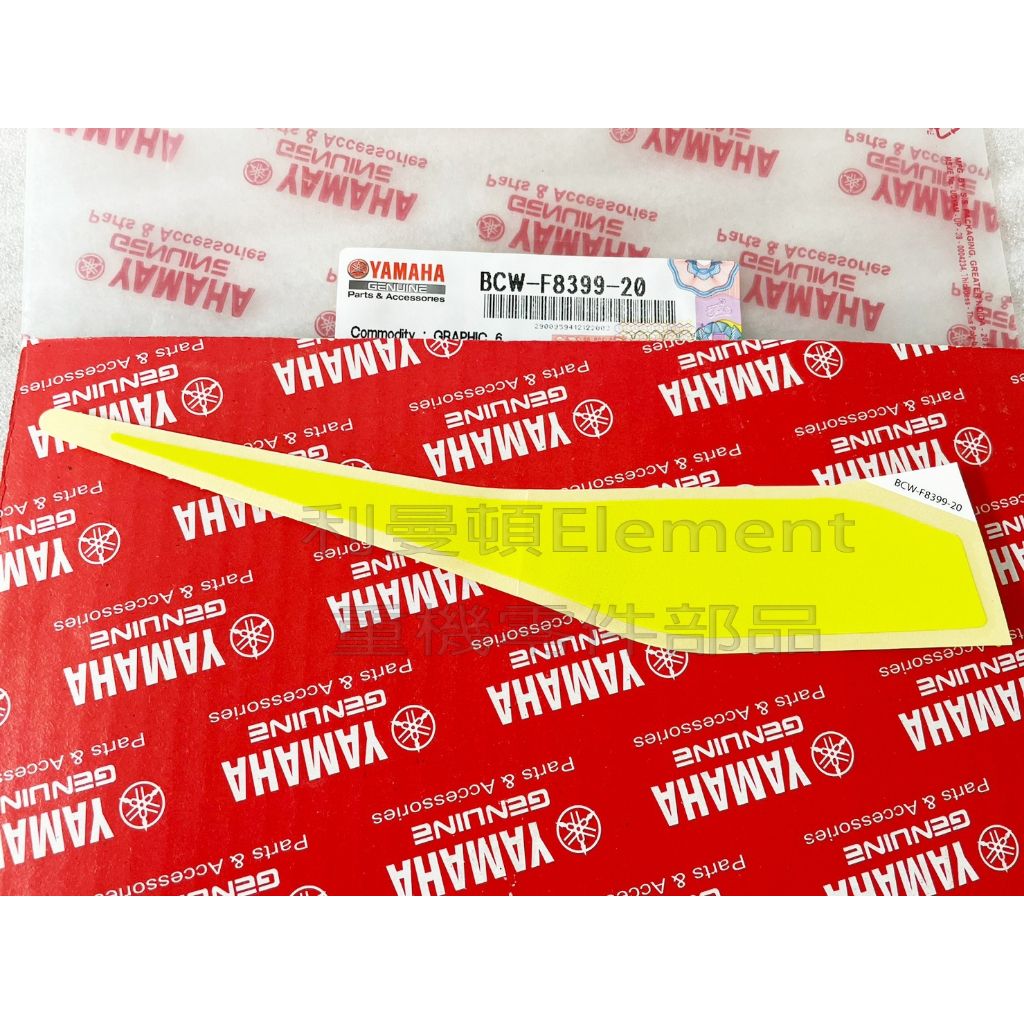 YAMAHA
GENUINE
Parts & Accessories
BCW-F8399-20
2900959412122002
Commodity : GRAPHIC 6
BCW-F8399-20
利曼頓Element
重機零件部品
YAMAHA
GENUINE
Parts & Accessories